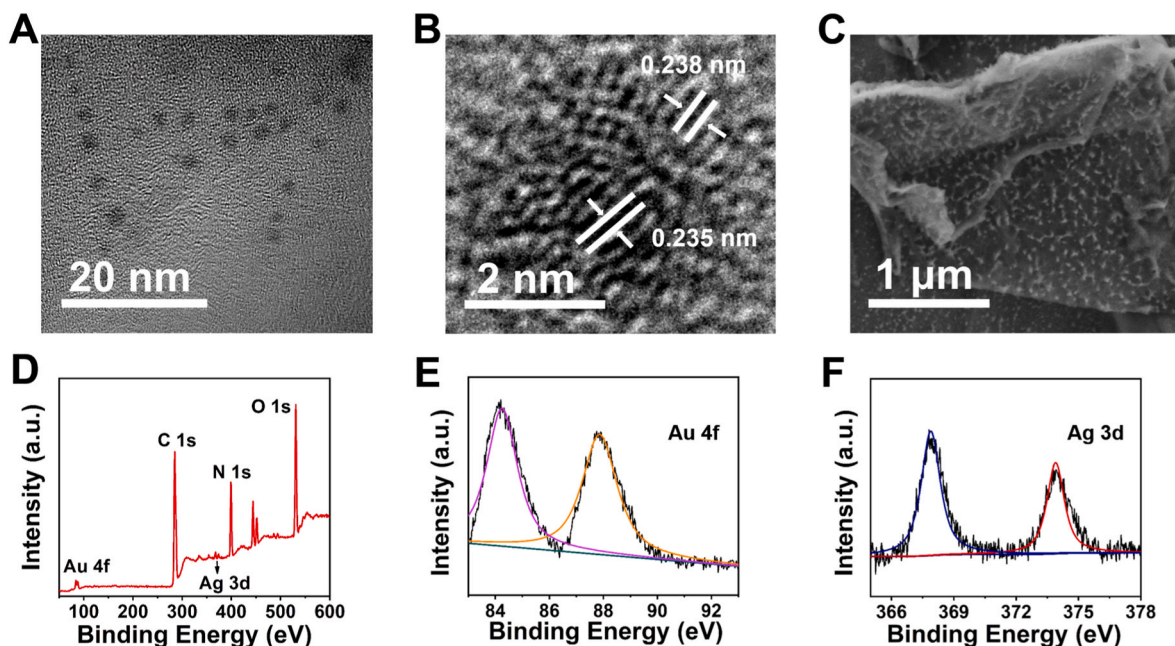 A
20 nm
B
0.238 nm
0.235 nm
2 nm
C
1 μm
D
Intensity (a.u.)
O 1s
C 1s
N 1s
Au 4f
Ag 3d
100 200 300 400 500 600
Binding Energy (eV)
E
Intensity (a.u.)
Au 4f
84 86 88 90 92
Binding Energy (eV)
F
Intensity (a.u.)
Ag 3d
366 369 372 375 378
Binding Energy (eV)